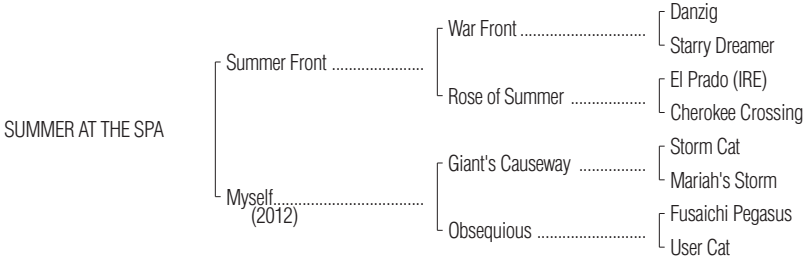 Danzig
War Front ..............................
Starry Dreamer
Summer Front ......................
El Prado (IRE)
Rose of Summer ..................
Cherokee Crossing
SUMMER AT THE SPA
Storm Cat
Giant's Causeway ................
Mariah's Storm
Myself....................................
(2012)
Fusaichi Pegasus
Obsequious ..........................
User Cat